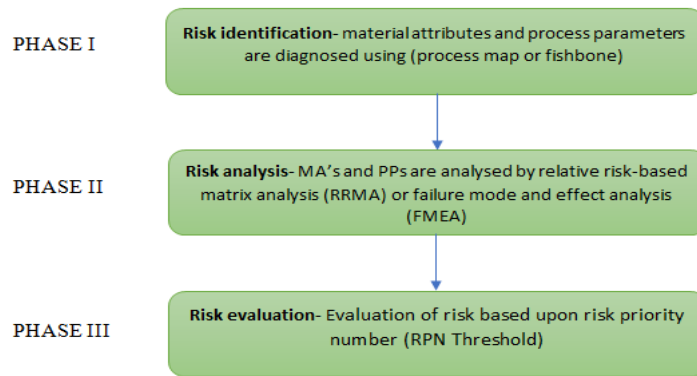 PHASE I
Risk identification- material attributes and process parameters
are diagnosed using (process map or fishbone)
PHASE II
Risk analysis- MA's and PPs are analysed by relative risk-based
matrix analysis (RRMA) or failure mode and effect analysis
(FMEA)
PHASE III
Risk evaluation- Evaluation of risk based upon risk priority
number (RPN Threshold)